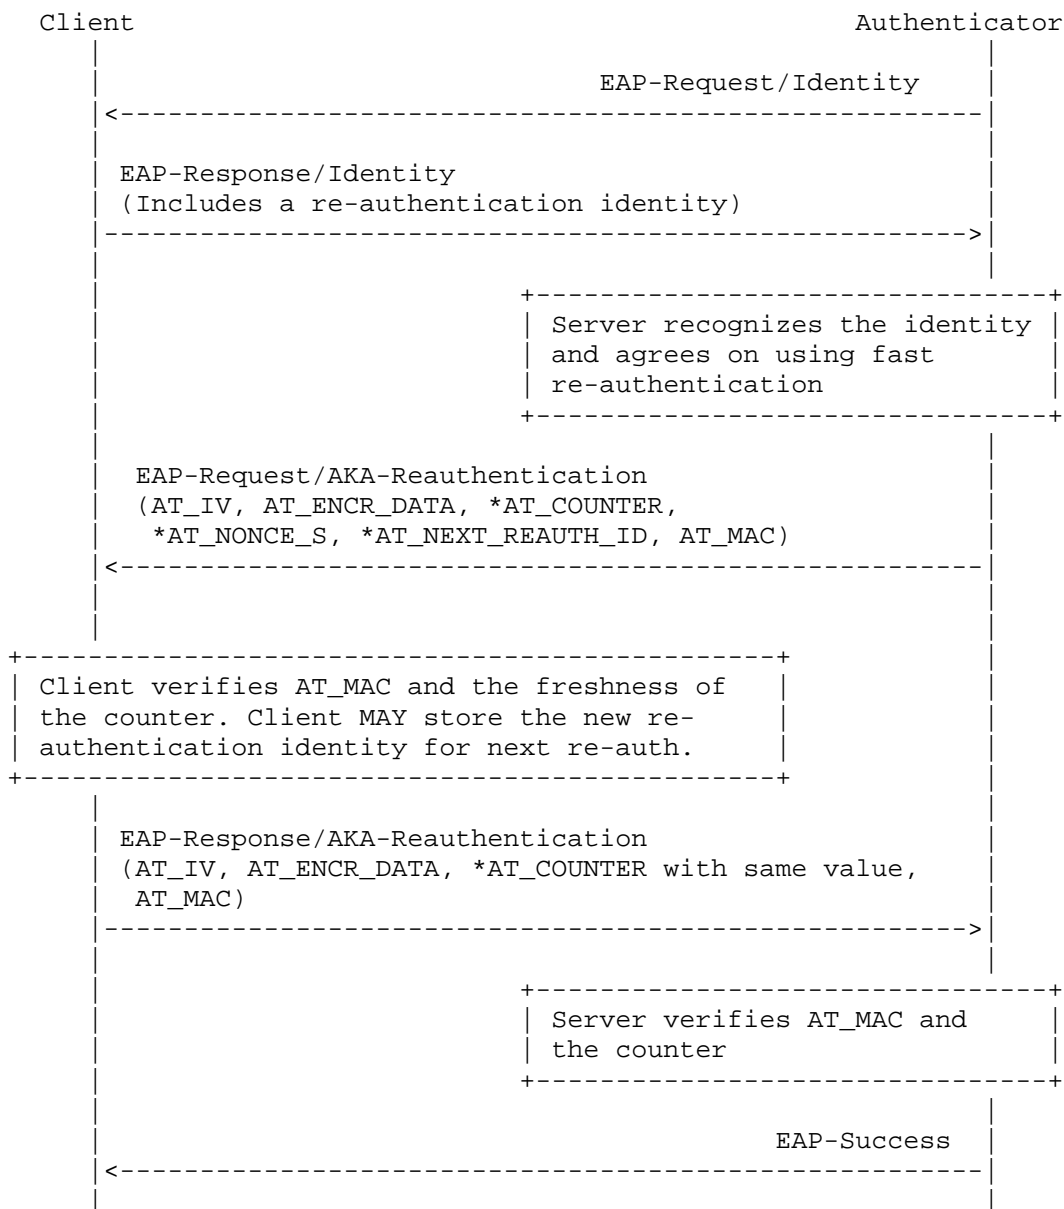 Client Authenticator
EAP-Request/Identity
EAP-Response/Identity
(Includes a re-authentication identity)
Server recognizes the identity
and agrees on using fast
re-authentication
EAP-Request/AKA-Reauthentication
(AT_IV, AT_ENCR_DATA, *AT_COUNTER,
*AT_NONCE_S, *AT_NEXT_REAUTH_ID, AT_MAC)
Client verifies AT_MAC and the freshness of
the counter. Client MAY store the new re-
authentication identity for next re-auth.
EAP-Response/AKA-Reauthentication
(AT_IV, AT_ENCR_DATA, *AT_COUNTER with same value,
AT_MAC)
Server verifies AT_MAC and
the counter
EAP-Success